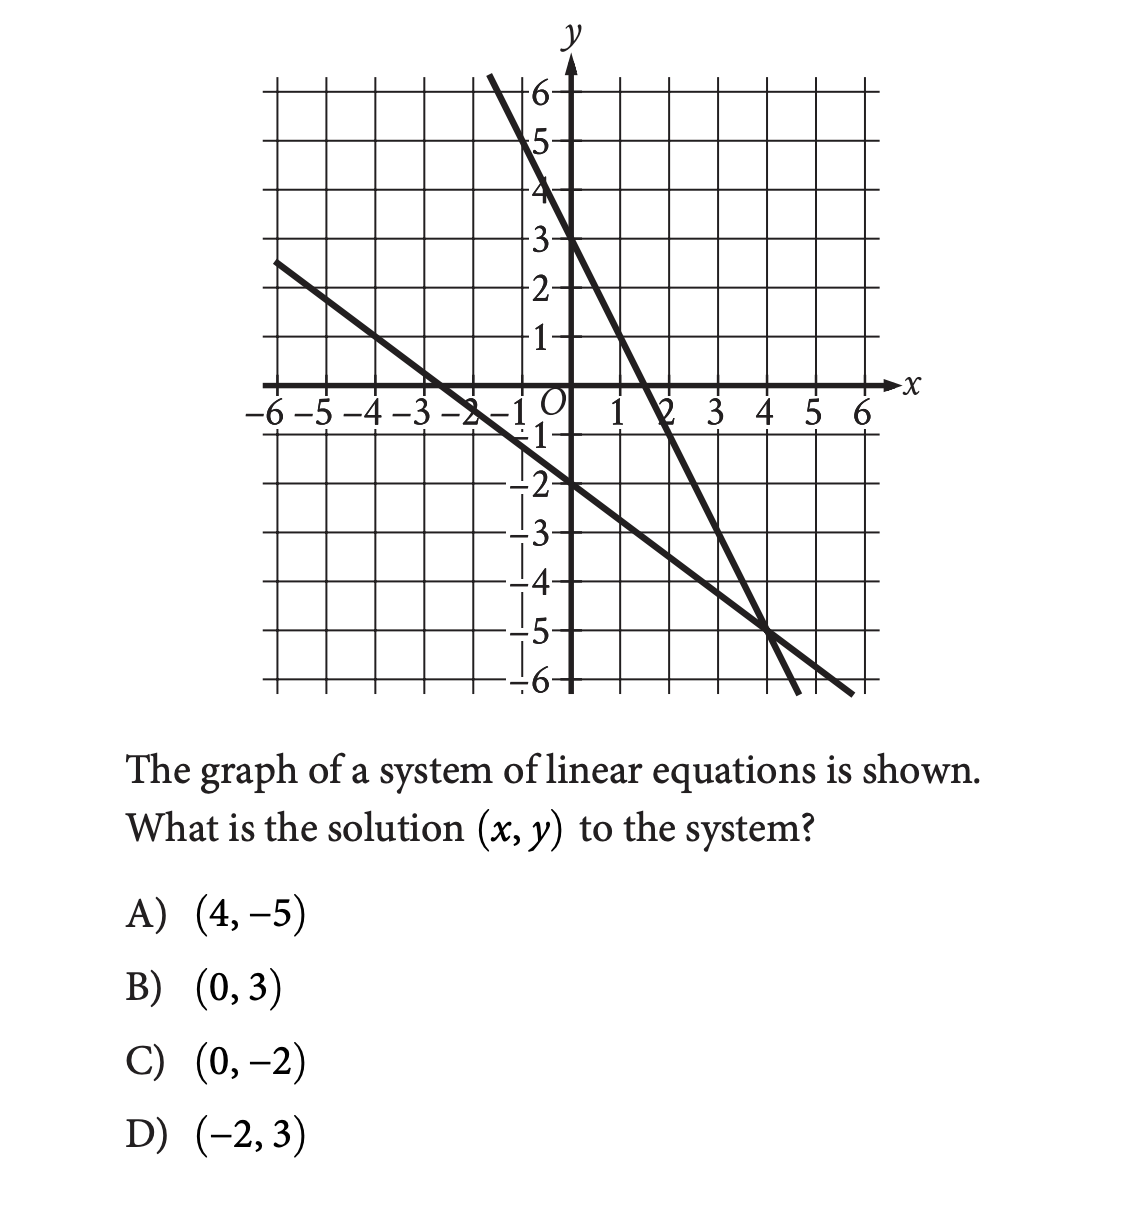 y
6
5
4
3
2
1
−6 −5 −4 −3 −2 −1 O 1 2 3 4 5 6 x
−1
−2
−3
−4
−5
−6
The graph of a system of linear equations is shown.
What is the solution (x, y) to the system?
A) (4, −5)
B) (0, 3)
C) (0, −2)
D) (−2, 3)